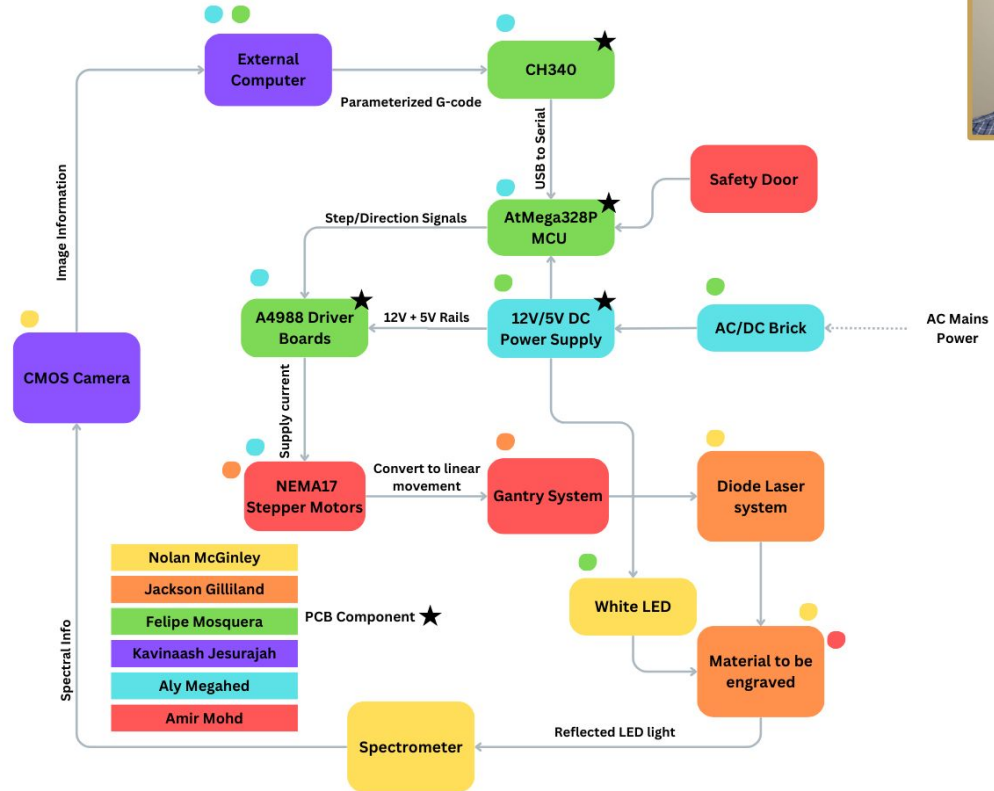 External
Computer
CH340
Parameterized G-code
USB to Serial
Image Information
Safety Door
AtMega328P
MCU
Step/Direction Signals
A4988 Driver
Boards
12V + 5V Rails
12V/5V DC
Power Supply
AC/DC Brick
AC Mains
Power
CMOS Camera
Supply current
NEMA17
Stepper Motors
Convert to linear
movement
Gantry System
Diode Laser
system
Nolan McGinley
Jackson Gilliland
Felipe Mosquera
Kavinaash Jesurajah
Aly Megahed
Amir Mohd
PCB Component
White LED
Material to be
engraved
Spectral Info
Reflected LED light
Spectrometer